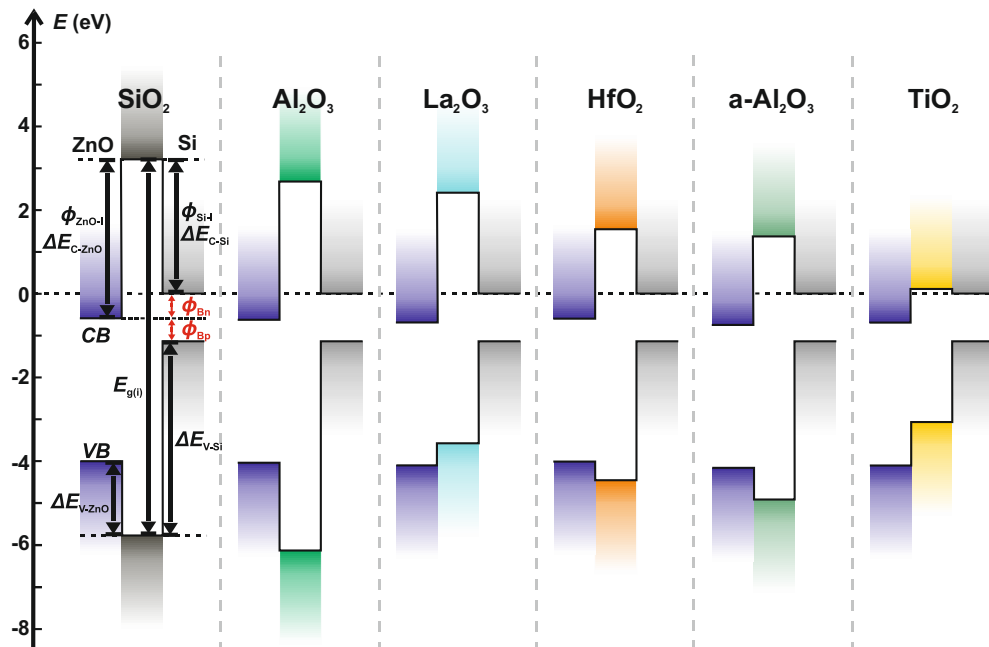 E (eV)
6
4
2
0
-2
-4
-6
-8
SiO₂
Al₂O₃
La₂O₃
HfO₂
a-Al₂O₃
TiO₂
ZnO
Si
ϕZnO-I
ΔEC-ZnO
ϕSi-I
ΔEC-Si
ϕBn
ϕBp
CB
Eg(i)
ΔEV-Si
VB
ΔEV-ZnO